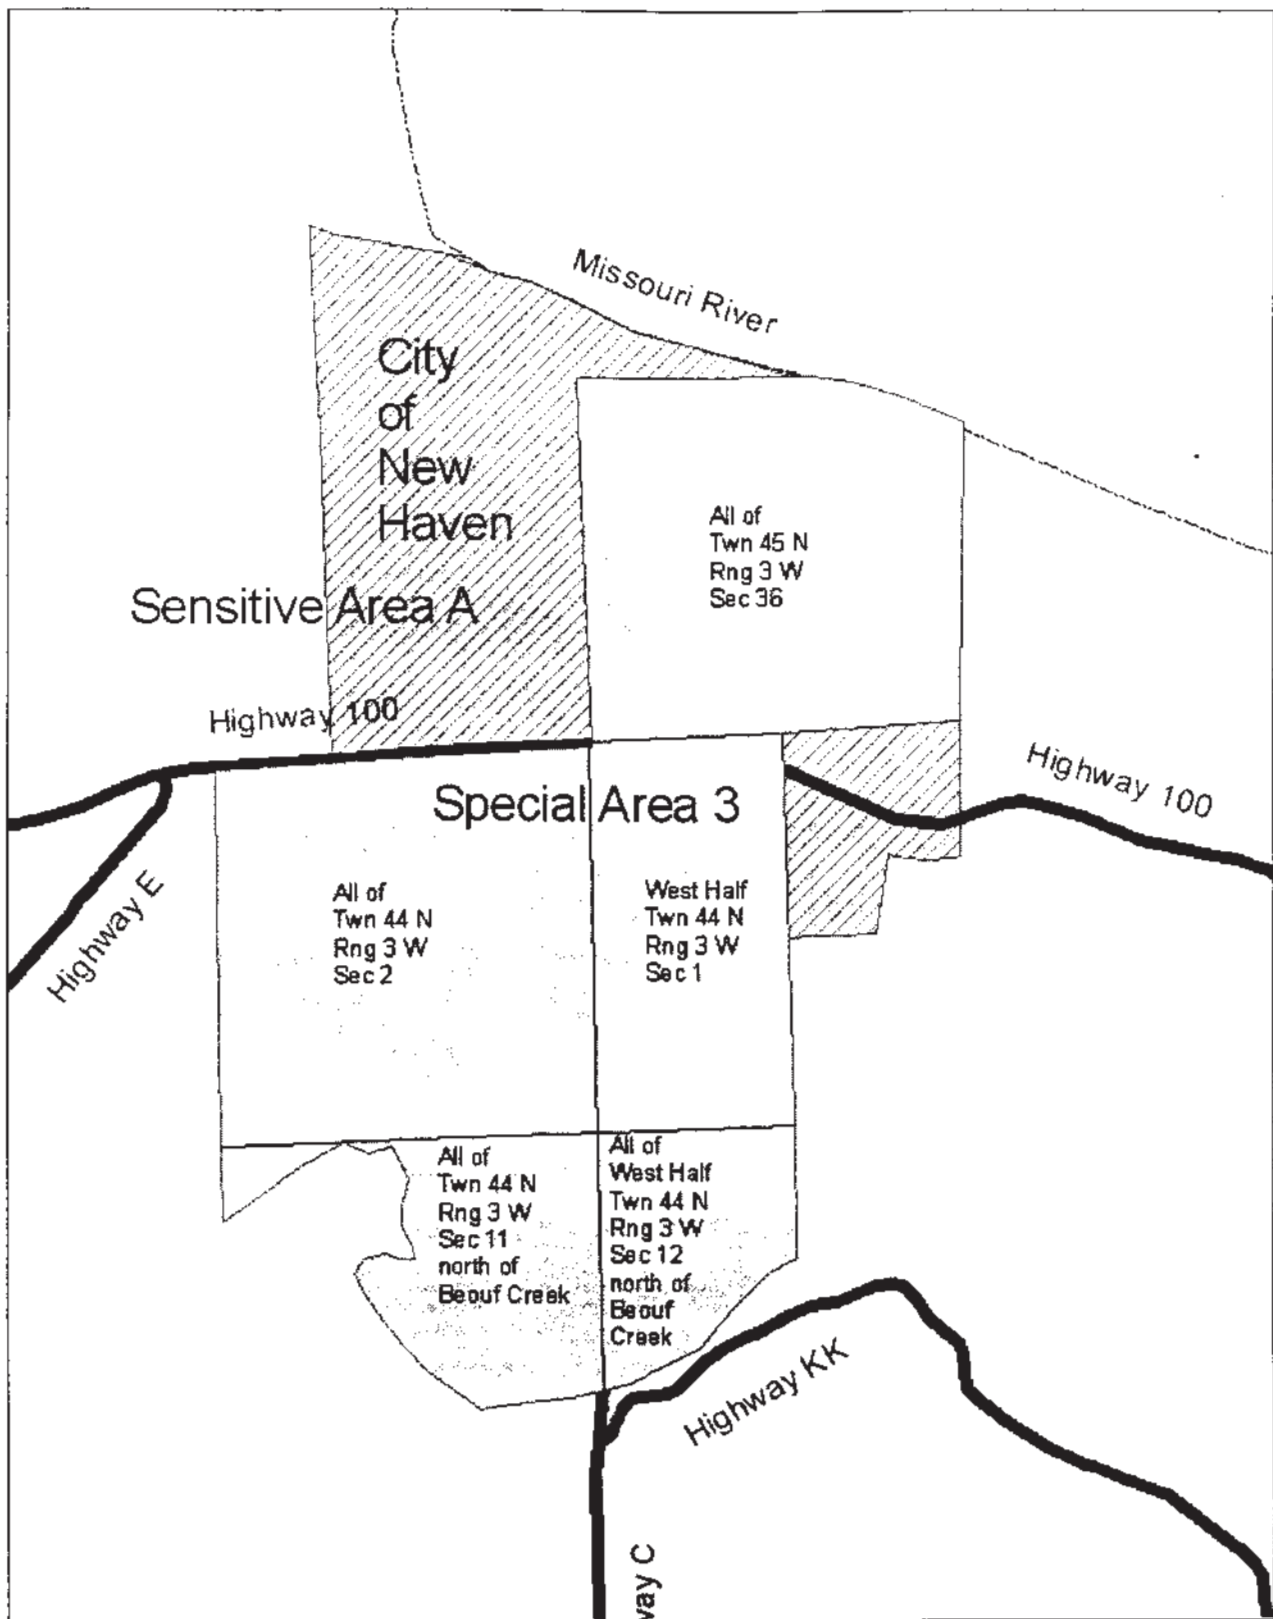 Missouri River
City
of
New
Haven
All of
Twn 45 N
Rng 3 W
Sec 36
Sensitive Area A
Highway 100
Highway 100
Special Area 3
Highway E
All of
Twn 44 N
Rng 3 W
Sec 2
West Half
Twn 44 N
Rng 3 W
Sec 1
All of
Twn 44 N
Rng 3 W
Sec 11
north of
Beouf Creek
All of
West Half
Twn 44 N
Rng 3 W
Sec 12
north of
Beouf
Creek
Highway KK
way C